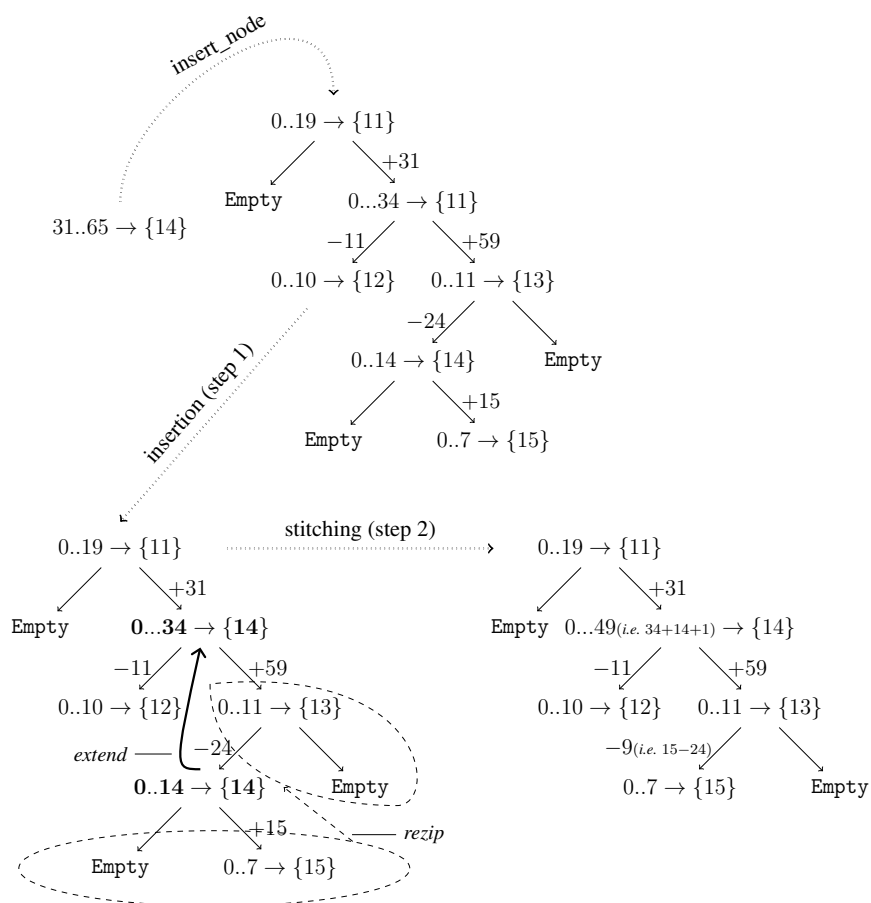 insert_node
0..19 → {11}
+31
Empty
0...34 → {11}
31..65 → {14}
−11
+59
0..10 → {12}
0..11 → {13}
−24
0..14 → {14}
Empty
+15
Empty
0..7 → {15}
insertion (step 1)
0..19 → {11}
stitching (step 2)
0..19 → {11}
+31
+31
Empty
0...34 → {14}
Empty
0...49(i.e. 34+14+1) → {14}
−11
+59
−11
+59
0..10 → {12}
0..11 → {13}
0..10 → {12}
0..11 → {13}
extend
−24
−9(i.e. 15−24)
0..14 → {14}
Empty
0..7 → {15}
Empty
+15
rezip
Empty
0..7 → {15}